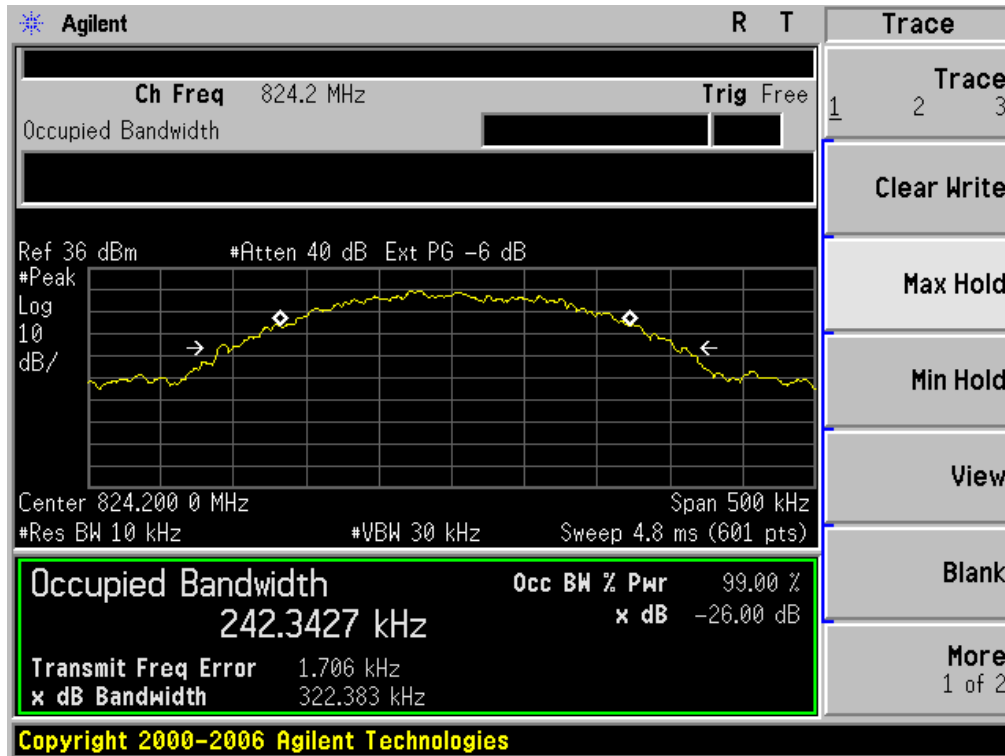 Agilent R T Trace
Ch Freq 824.2 MHz Trig Free
Occupied Bandwidth
Trace
1 2 3
Clear Write
Max Hold
Min Hold
View
Blank
More
1 of 2
Ref 36 dBm #Atten 40 dB Ext PG -6 dB
#Peak
Log
10
dB/
Center 824.200 0 MHz Span 500 kHz
#Res BW 10 kHz #VBW 30 kHz Sweep 4.8 ms (601 pts)
Occupied Bandwidth Occ BW % Pwr 99.00 %
242.3427 kHz x dB -26.00 dB
Transmit Freq Error 1.706 kHz
x dB Bandwidth 322.383 kHz
Copyright 2000-2006 Agilent Technologies